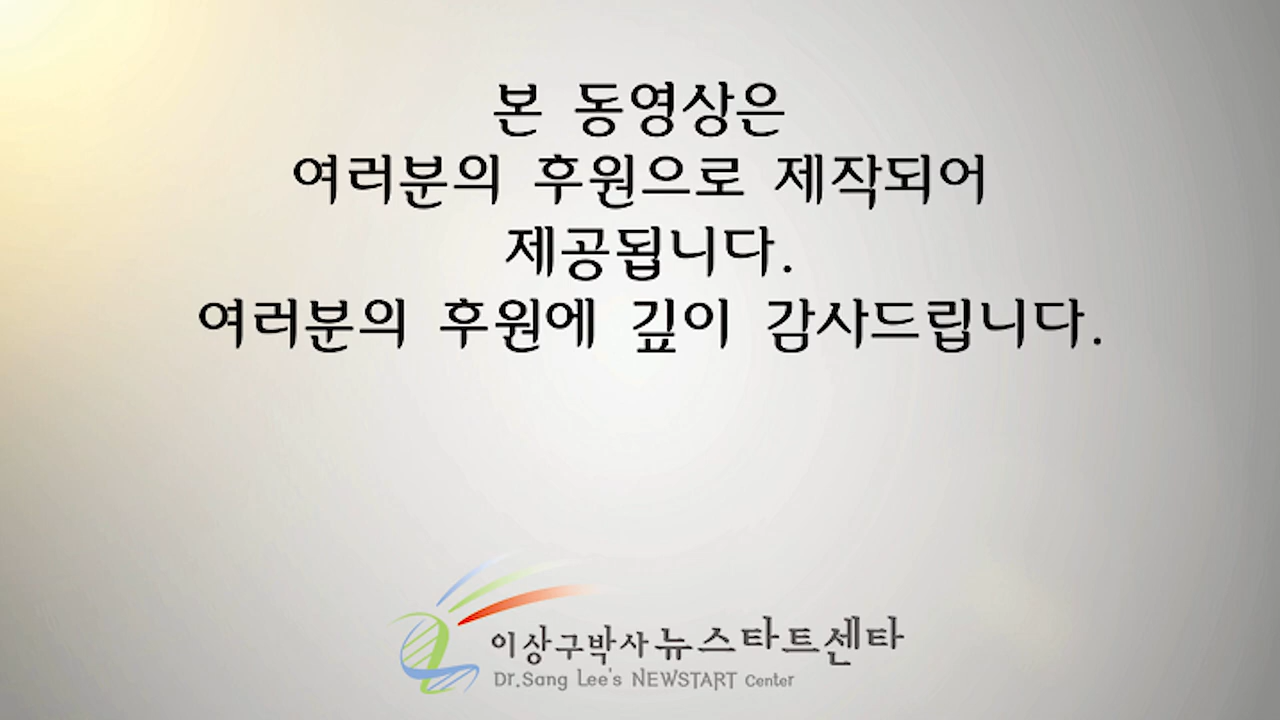 본 동영상은
여러분의 후원으로 제작되어
제공됩니다.
여러분의 후원에 깊이 감사드립니다.
이상구박사 뉴스타트센타
Dr.Sang Lee's NEWSTART Center